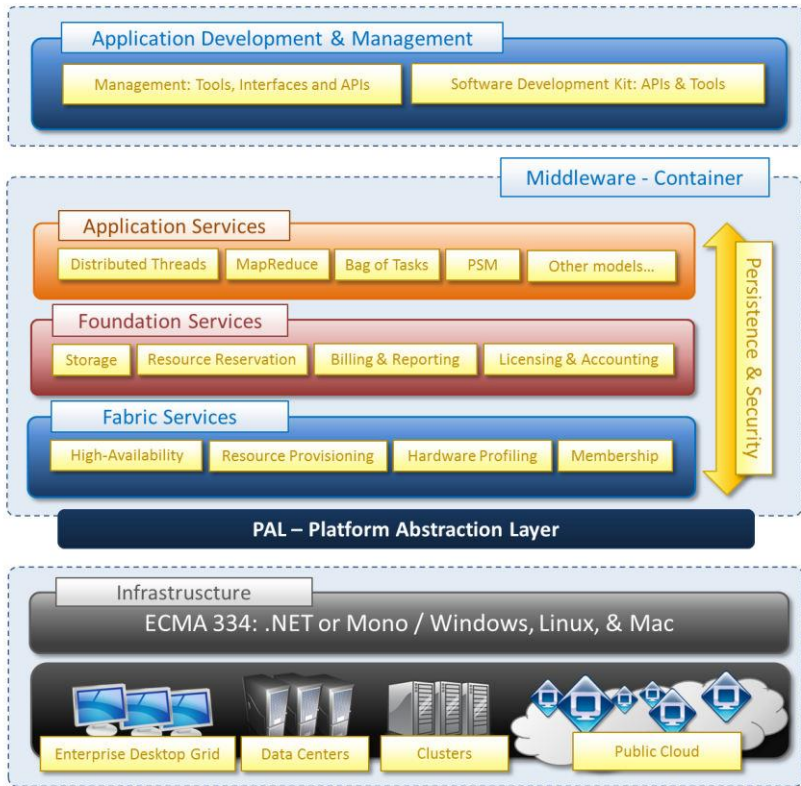 Application Development & Management
Management: Tools, Interfaces and APIs
Software Development Kit: APIs & Tools
Middleware - Container
Application Services
Distributed Threads
MapReduce
Bag of Tasks
PSM
Other models...
Persistence & Security
Foundation Services
Storage
Resource Reservation
Billing & Reporting
Licensing & Accounting
Fabric Services
High-Availability
Resource Provisioning
Hardware Profiling
Membership
PAL – Platform Abstraction Layer
Infrastruscture
ECMA 334: .NET or Mono / Windows, Linux, & Mac
Enterprise Desktop Grid
Data Centers
Clusters
Public Cloud